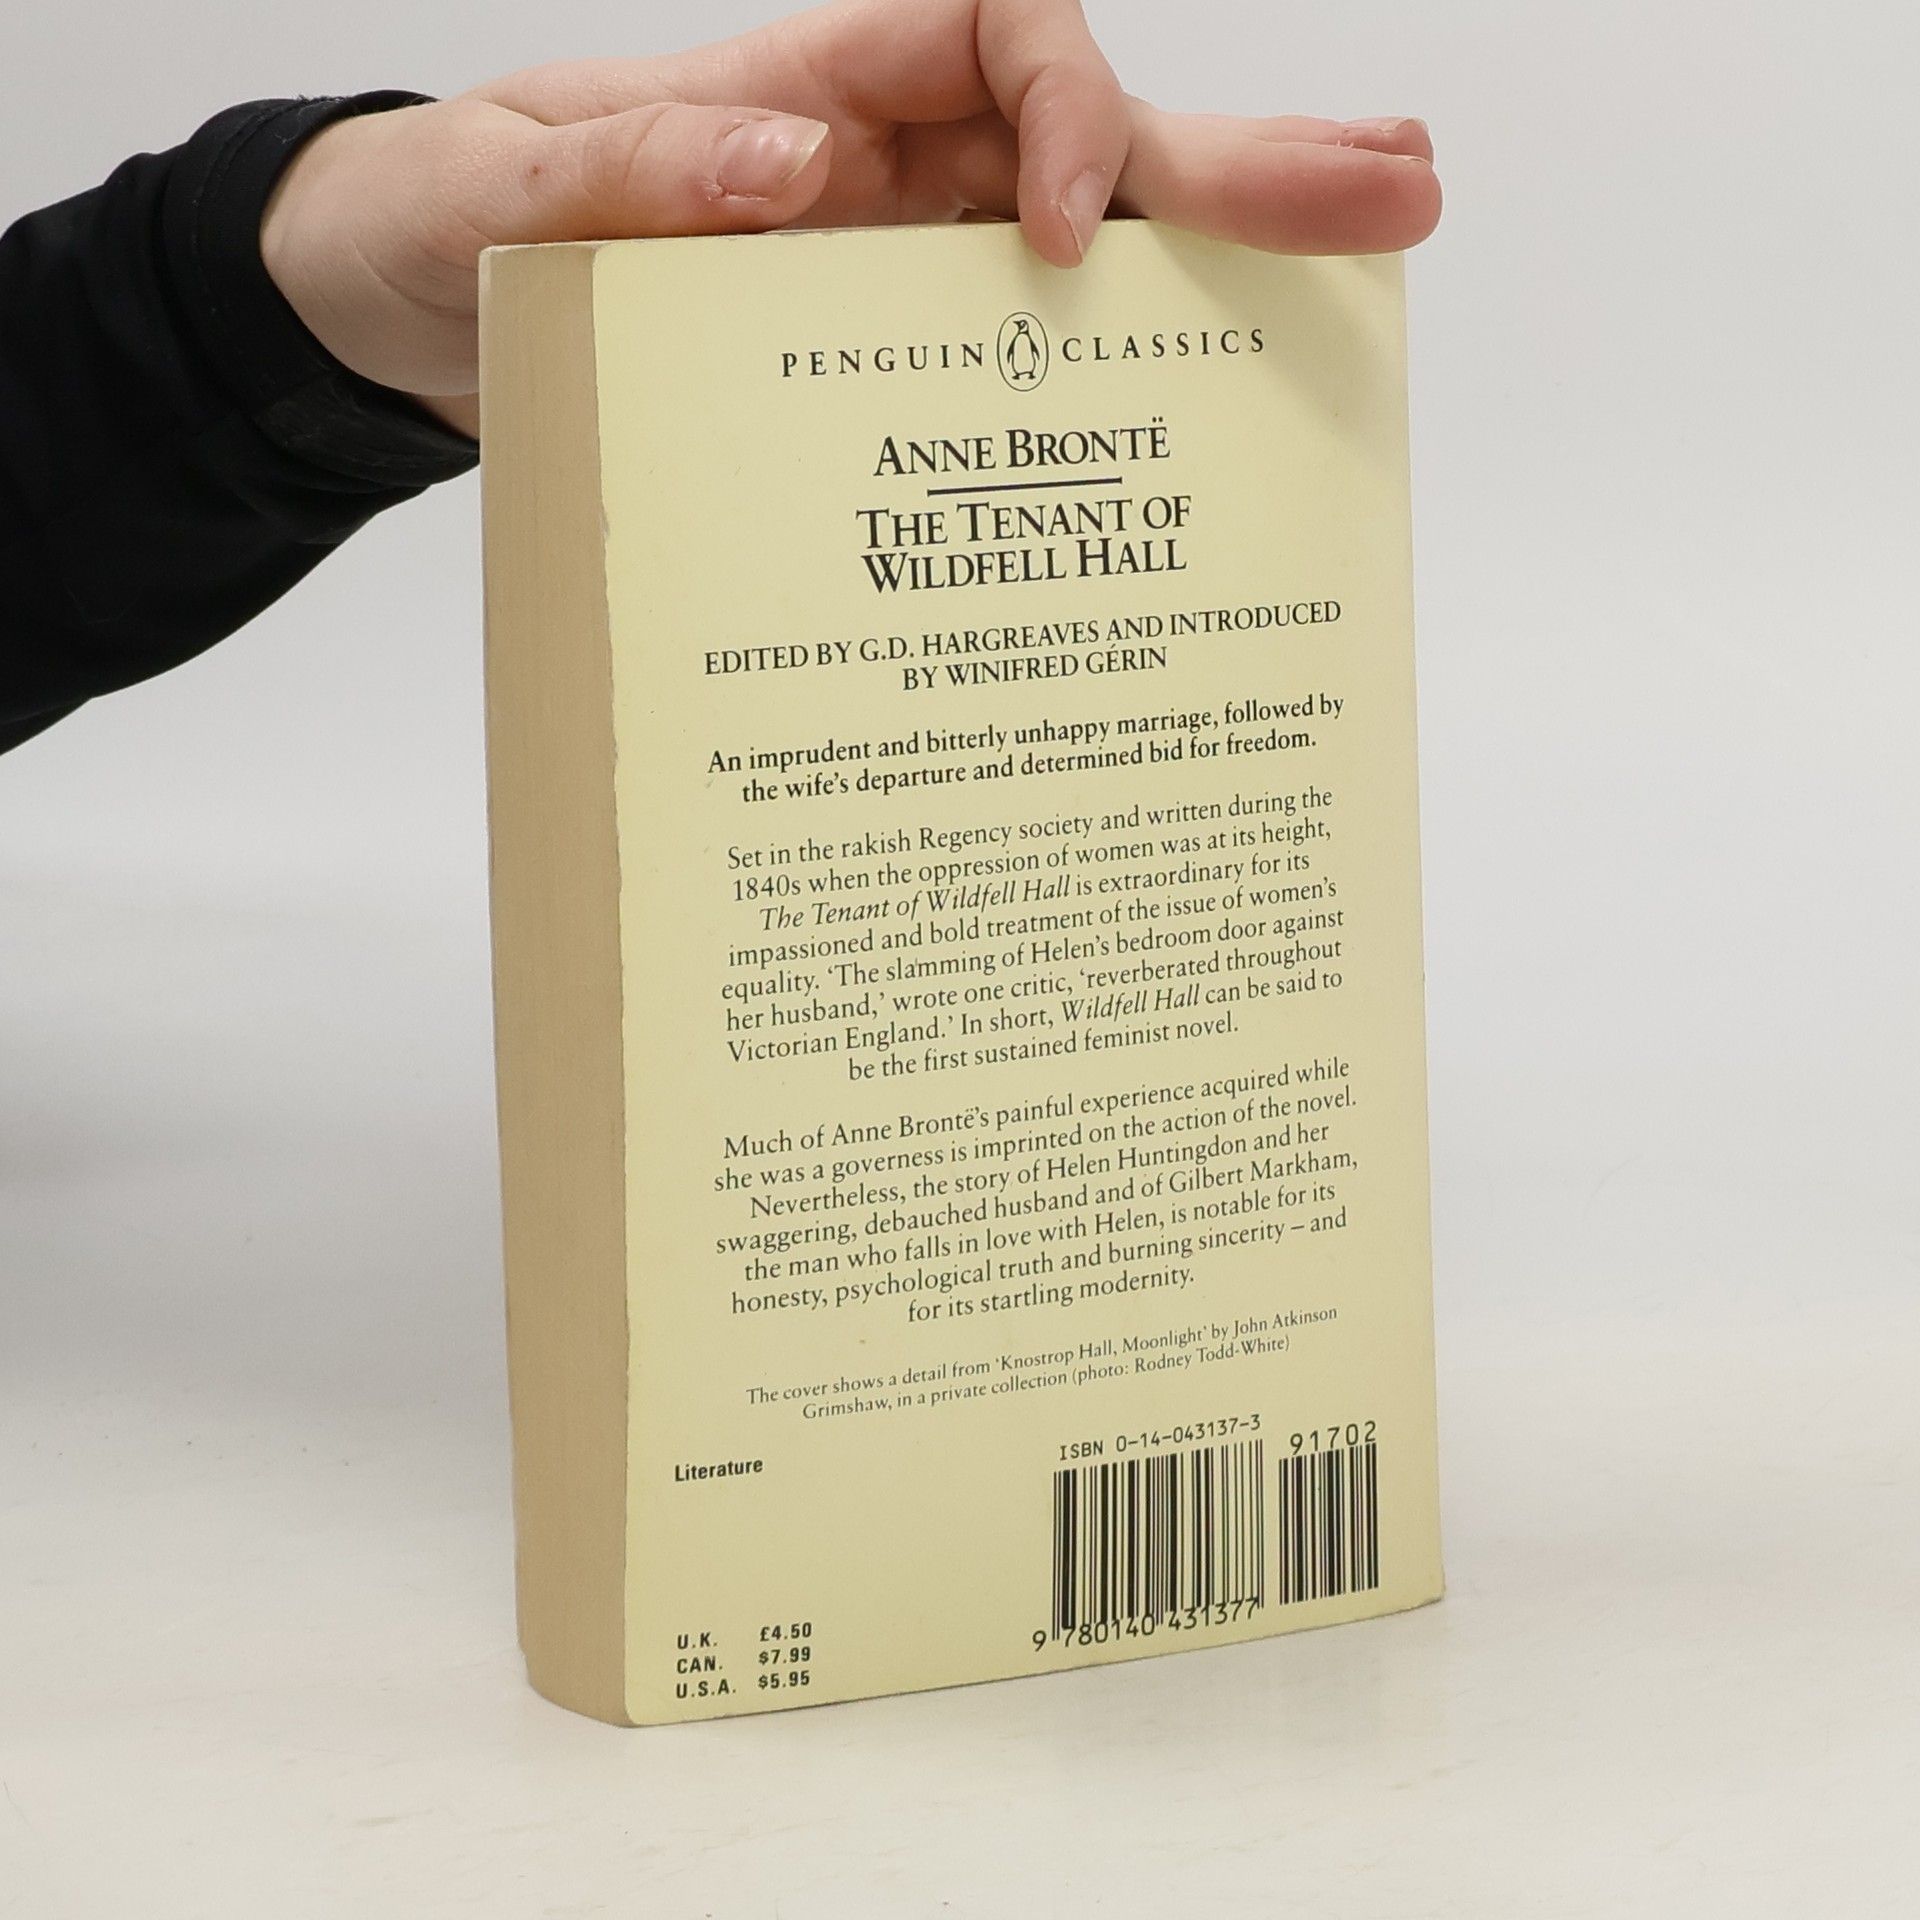 PENGUIN CLASSICS
ANNE BRONTË
THE TENANT OF
WILDFELL HALL
EDITED BY G.D. HARGREAVES AND INTRODUCED
BY WINIFRED GÉRIN
An imprudent and bitterly unhappy marriage, followed by
the wife's departure and determined bid for freedom.
Set in the rakish Regency society and written during the
1840s when the oppression of women was at its height,
The Tenant of Wildfell Hall is extraordinary for its
impassioned and bold treatment of the issue of women's
equality. ‘The slamming of Helen's bedroom door against
her husband,’ wrote one critic, ‘reverberated throughout
Victorian England.’ In short, Wildfell Hall can be said to
be the first sustained feminist novel.
Much of Anne Brontë's painful experience acquired while
she was a governess is imprinted on the action of the novel.
Nevertheless, the story of Helen Huntingdon and her
swaggering, debauched husband and of Gilbert Markham,
the man who falls in love with Helen, is notable for its
honesty, psychological truth and burning sincerity – and
for its startling modernity.
The cover shows a detail from ‘Knostrop Hall, Moonlight’ by John Atkinson
Grimshaw, in a private collection (photo: Rodney Todd-White)
Literature
ISBN 0-14-043137-3
91702
9 780140 431377
U.K. £4.50
CAN. $7.99
U.S.A. $5.95